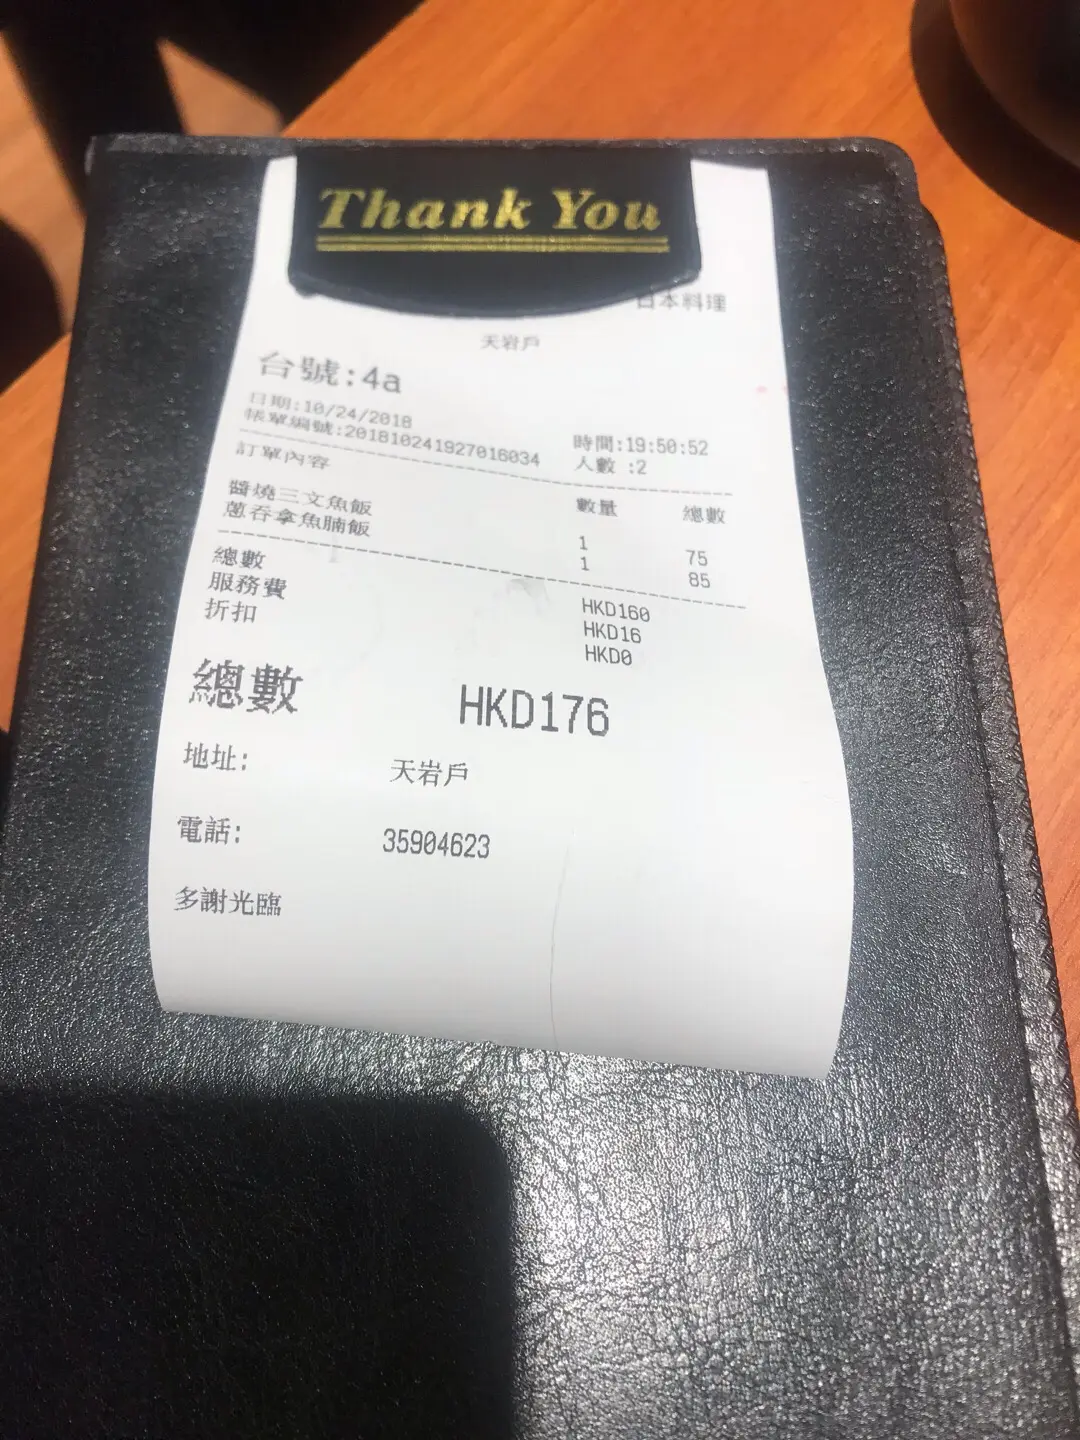 Thank You
日本料理
天岩戶
台號:4a
日期:10/24/2018 時間:19:50:52
帳單編號:201810241927016034 人數 :2
訂單內容 數量 總數
醬燒三文魚飯 1 75
蔥吞拿魚腩飯 1 85
總數 HKD160
服務費 HKD16
折扣 HKD0
總數 HKD176
地址: 天岩戶
電話: 35904623
多謝光臨